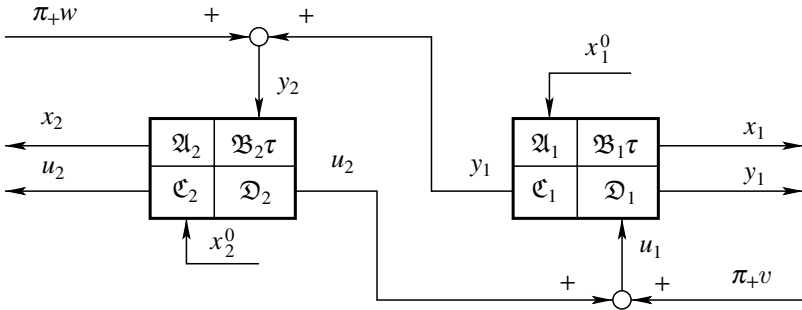 π₊w + +
x₁⁰
y₂
x₂ 𝔄₂ 𝔅₂τ 𝔄₁ 𝔅₁τ x₁
u₂ ℭ₂ 𝔇₂ u₂ y₁ ℭ₁ 𝔇₁ y₁
x₂⁰ u₁
+ + π₊v